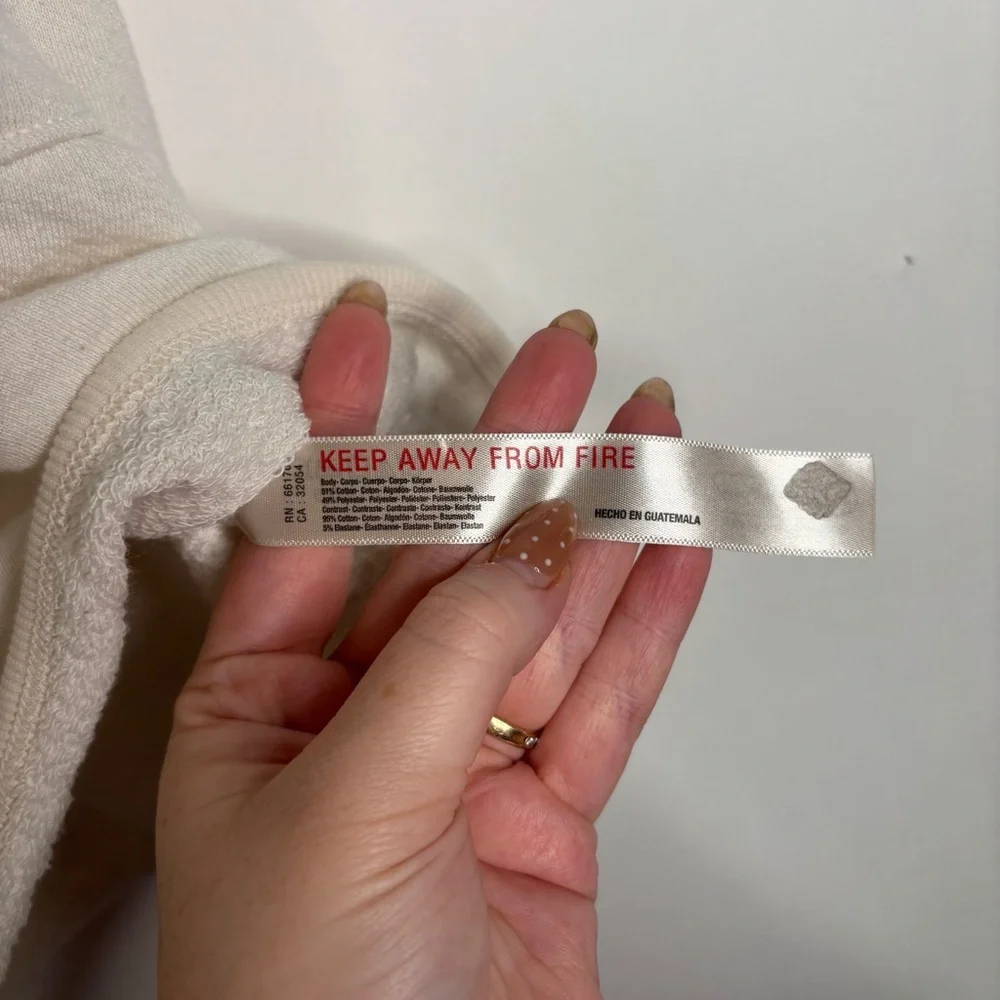 KEEP AWAY FROM FIRE
Body- Corps- Cuerpo- Corpo- Körper
51% Cotton- Coton- Algodón- Cotone- Baumwolle
49% Polyester- Polyester- Poliéster- Poliestere- Polyester
Contrast- Contraste- Contraste- Contrasto- Kontrast
95% Cotton- Coton- Algodón- Cotone- Baumwolle
5% Elastane- Élasthanne- Elastano- Elastan- Elastan
HECHO EN GUATEMALA
RN : 66170
CA : 32054